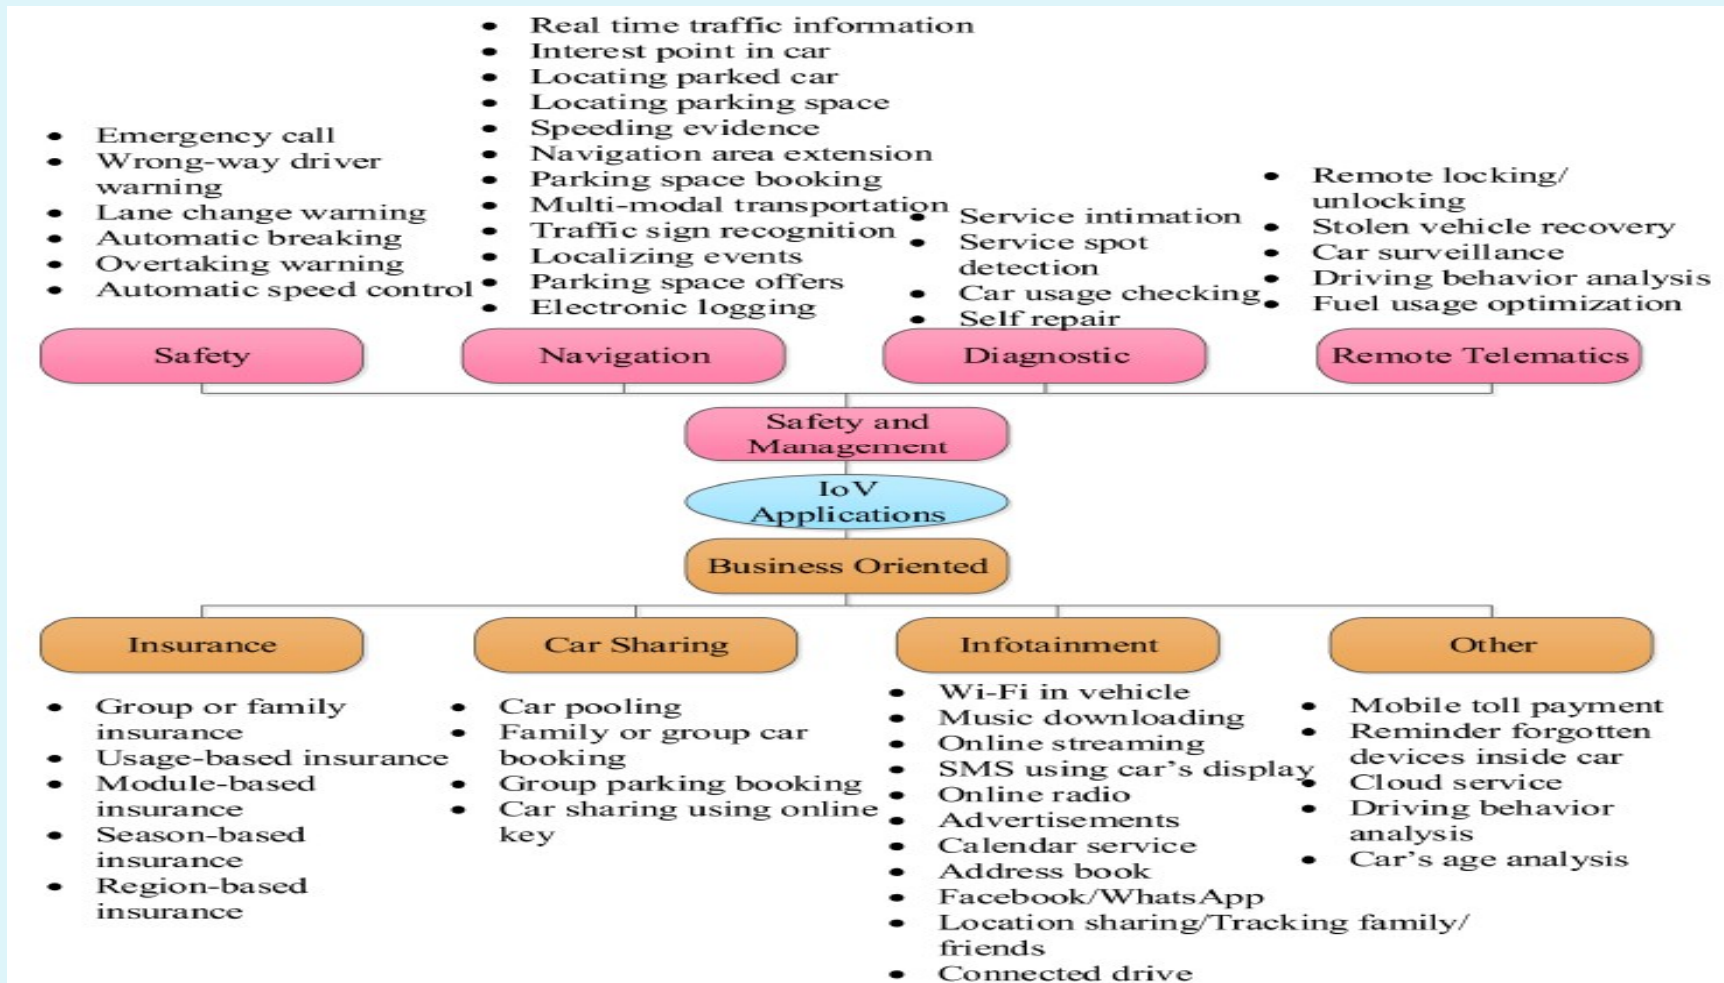 • Emergency call
• Wrong-way driver
warning
• Lane change warning
• Automatic breaking
• Overtaking warning
• Automatic speed control
• Real time traffic information
• Interest point in car
• Locating parked car
• Locating parking space
• Speeding evidence
• Navigation area extension
• Parking space booking
• Multi-modal transportation
• Traffic sign recognition
• Localizing events
• Parking space offers
• Electronic logging
• Service intimation
• Service spot
detection
• Car usage checking
• Self repair
• Remote locking/
unlocking
• Stolen vehicle recovery
• Car surveillance
• Driving behavior analysis
• Fuel usage optimization
Safety
Navigation
Diagnostic
Remote Telematics
Safety and
Management
IoV
Applications
Business Oriented
Insurance
Car Sharing
Infotainment
Other
• Group or family
insurance
• Usage-based insurance
• Module-based
insurance
• Season-based
insurance
• Region-based
insurance
• Car pooling
• Family or group car
booking
• Group parking booking
• Car sharing using online
key
• Wi-Fi in vehicle
• Music downloading
• Online streaming
• SMS using car's display
• Online radio
• Advertisements
• Calendar service
• Address book
• Facebook/WhatsApp
• Location sharing/Tracking family/
friends
• Connected drive
• Mobile toll payment
• Reminder forgotten
devices inside car
• Cloud service
• Driving behavior
analysis
• Car's age analysis